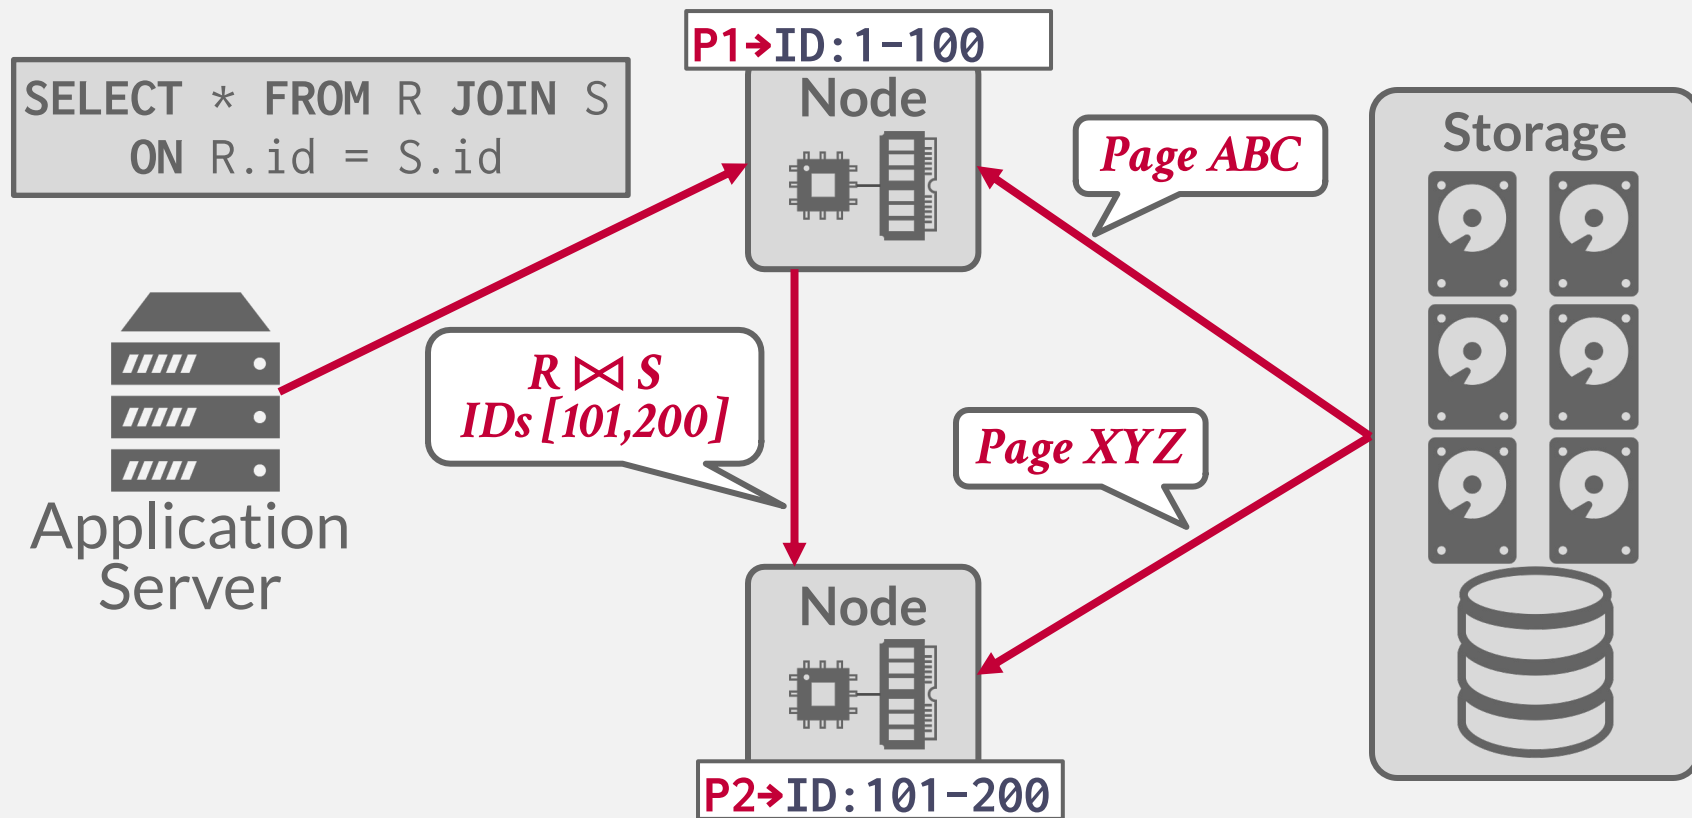 P1→ID:1-100
SELECT * FROM R JOIN S
ON R.id = S.id
Node
Page ABC
Storage
R ⋈ S
IDs [101,200]
Page XYZ
Application
Server
Node
P2→ID:101-200